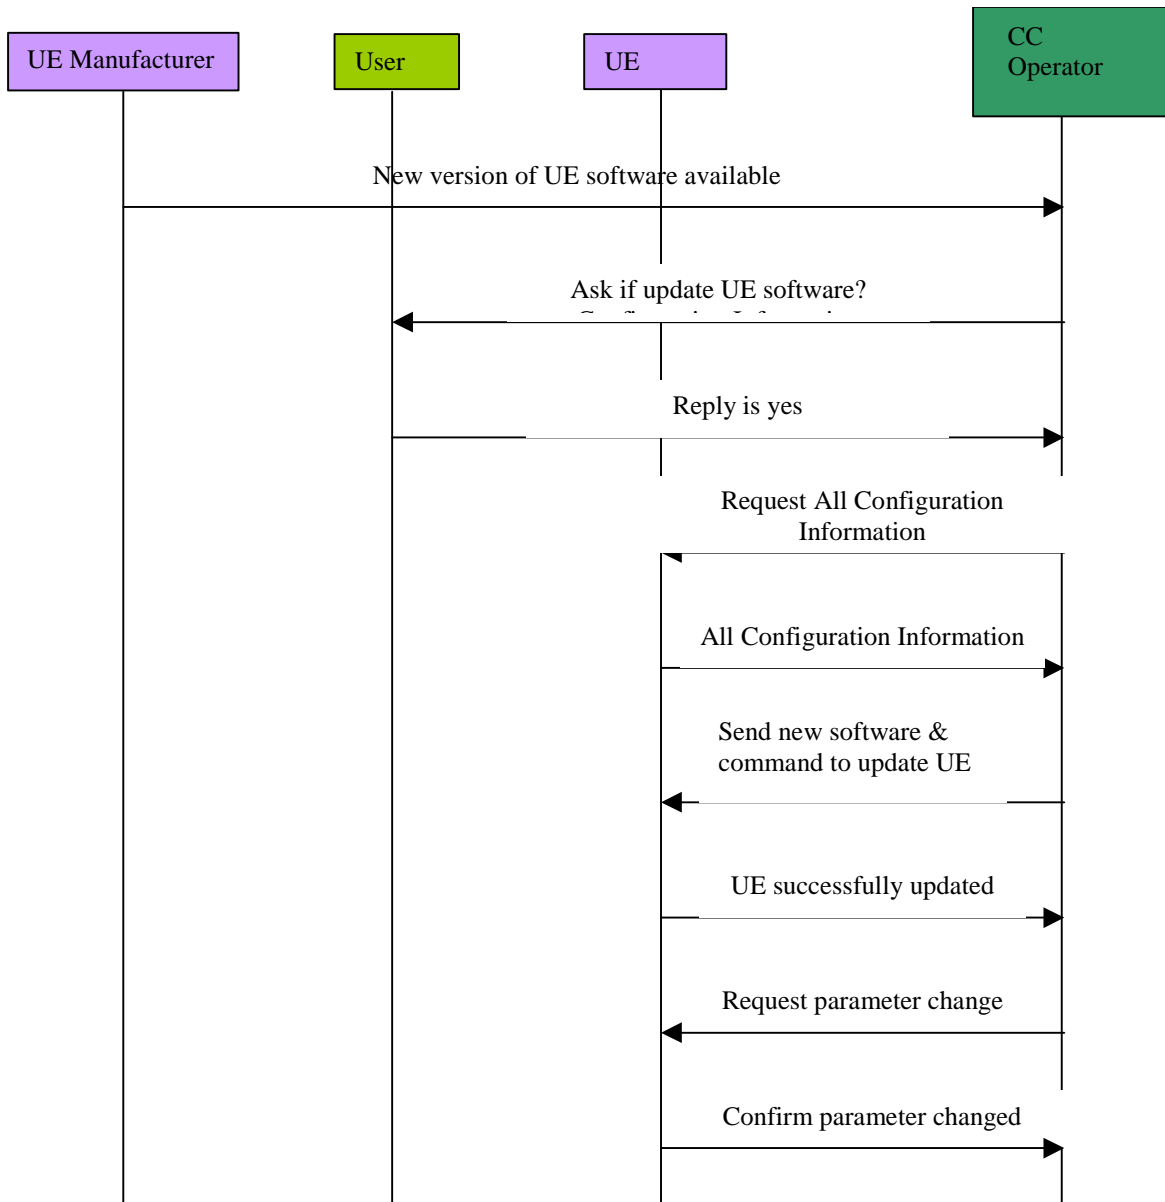 UE Manufacturer
User
UE
CC
Operator
New version of UE software available
Ask if update UE software?
Reply is yes
Request All Configuration
Information
All Configuration Information
Send new software &
command to update UE
UE successfully updated
Request parameter change
Confirm parameter changed